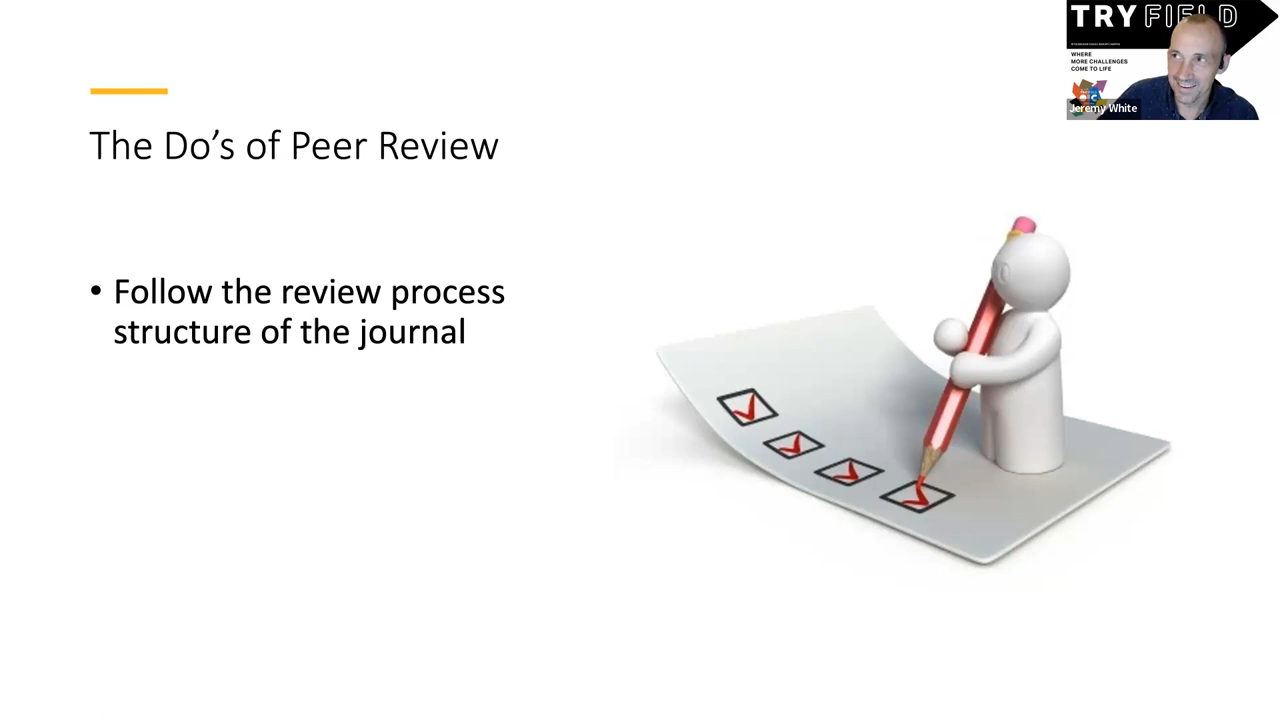 The Do’s of Peer Review
• Follow the review process
structure of the journal
TRY FIELD
WHERE
MORE CHALLENGES
COME TO LIFE
Jeremy White